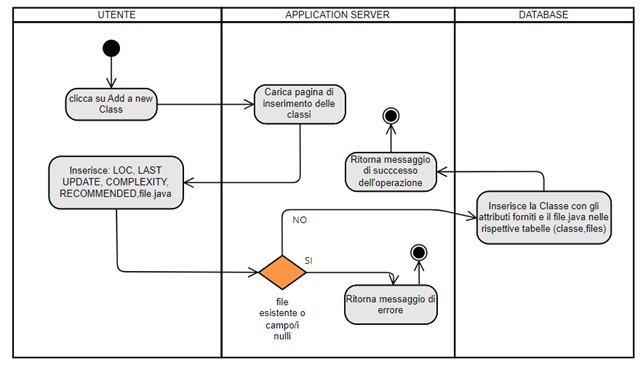 UTENTE
APPLICATION SERVER
DATABASE
clicca su Add a new
Class
Carica pagina di
inserimento delle
classi
Ritorna messaggio
di succcesso
dell'operazione
Inserisce: LOC, LAST
UPDATE, COMPLEXITY,
RECOMMENDED,file.java
Inserisce la Classe con gli
attributi forniti e il file.java nelle
rispettive tabelle (classe,files)
NO
SI
file
esistente o
campo/i
nulli
Ritorna messaggio di
errore